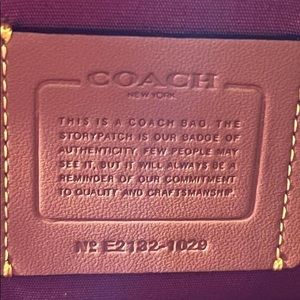 COACH
NEW YORK
THIS IS A COACH BAG. THE
STORYPATCH IS OUR BADGE OF
AUTHENTICITY. FEW PEOPLE MAY
SEE IT, BUT IT WILL ALWAYS BE A
REMINDER OF OUR COMMITMENT
TO QUALITY AND CRAFTSMANSHIP.
Nº E2182-1029